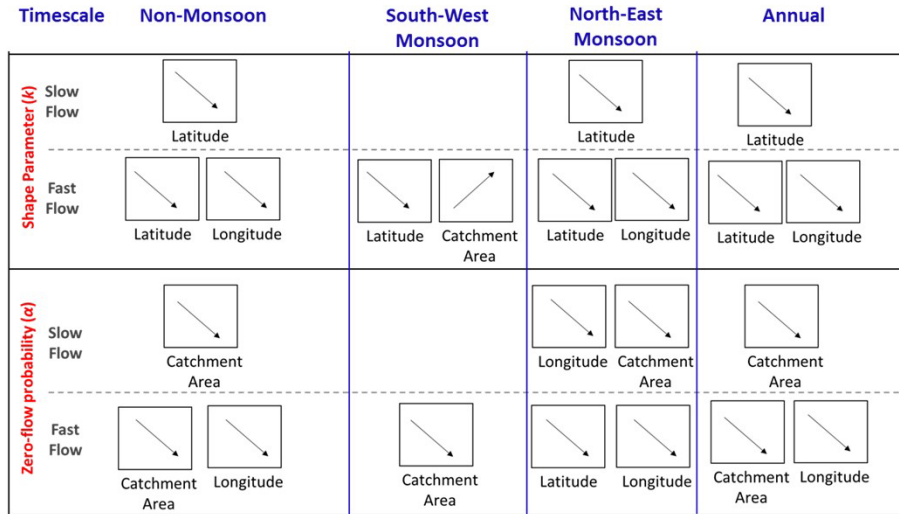 Timescale
Non-Monsoon
South-West
Monsoon
North-East
Monsoon
Annual
Shape Parameter (k)
Slow
Flow
Latitude
Latitude
Latitude
Fast
Flow
Latitude
Longitude
Latitude
Catchment
Area
Latitude
Longitude
Latitude
Longitude
Zero-flow probability (α)
Slow
Flow
Catchment
Area
Longitude
Catchment
Area
Catchment
Area
Fast
Flow
Catchment
Area
Longitude
Catchment
Area
Latitude
Longitude
Catchment
Area
Longitude